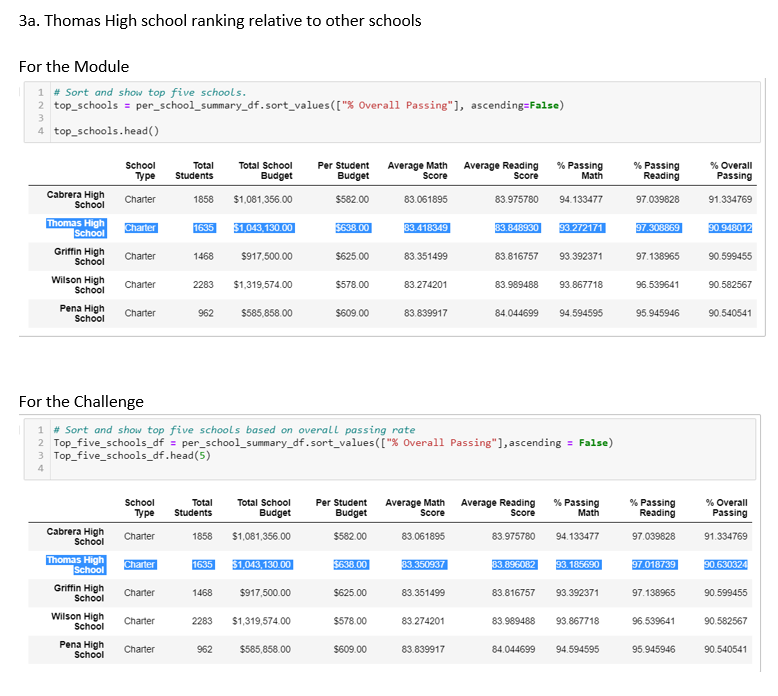 3a. Thomas High school ranking relative to other schools
For the Module
1 # Sort and show top five schools.
2 top_schools = per_school_summary_df.sort_values(["% Overall Passing"], ascending=False)
3
4 top_schools.head()
School Total Total School Per Student Average Math Average Reading % Passing % Passing % Overall
Type Students Budget Budget Score Score Math Reading Passing
Cabrera High
School Charter 1858 $1,081,356.00 $582.00 83.061895 83.975780 94.133477 97.039828 91.334769
Thomas High
School Charter 1635 $1,043,130.00 $638.00 83.418349 83.848930 93.272171 97.308869 90.948012
Griffin High
School Charter 1468 $917,500.00 $625.00 83.351499 83.816757 93.392371 97.138965 90.599455
Wilson High
School Charter 2283 $1,319,574.00 $578.00 83.274201 83.989488 93.867718 96.539641 90.582567
Pena High
School Charter 962 $585,858.00 $609.00 83.839917 84.044699 94.594595 95.945946 90.540541
For the Challenge
1 # Sort and show top five schools based on overall passing rate
2 Top_five_schools_df = per_school_summary_df.sort_values(["% Overall Passing"],ascending = False)
3 Top_five_schools_df.head(5)
4
School Total Total School Per Student Average Math Average Reading % Passing % Passing % Overall
Type Students Budget Budget Score Score Math Reading Passing
Cabrera High
School Charter 1858 $1,081,356.00 $582.00 83.061895 83.975780 94.133477 97.039828 91.334769
Thomas High
School Charter 1635 $1,043,130.00 $638.00 83.350937 83.896082 93.185690 97.018739 90.630324
Griffin High
School Charter 1468 $917,500.00 $625.00 83.351499 83.816757 93.392371 97.138965 90.599455
Wilson High
School Charter 2283 $1,319,574.00 $578.00 83.274201 83.989488 93.867718 96.539641 90.582567
Pena High
School Charter 962 $585,858.00 $609.00 83.839917 84.044699 94.594595 95.945946 90.540541